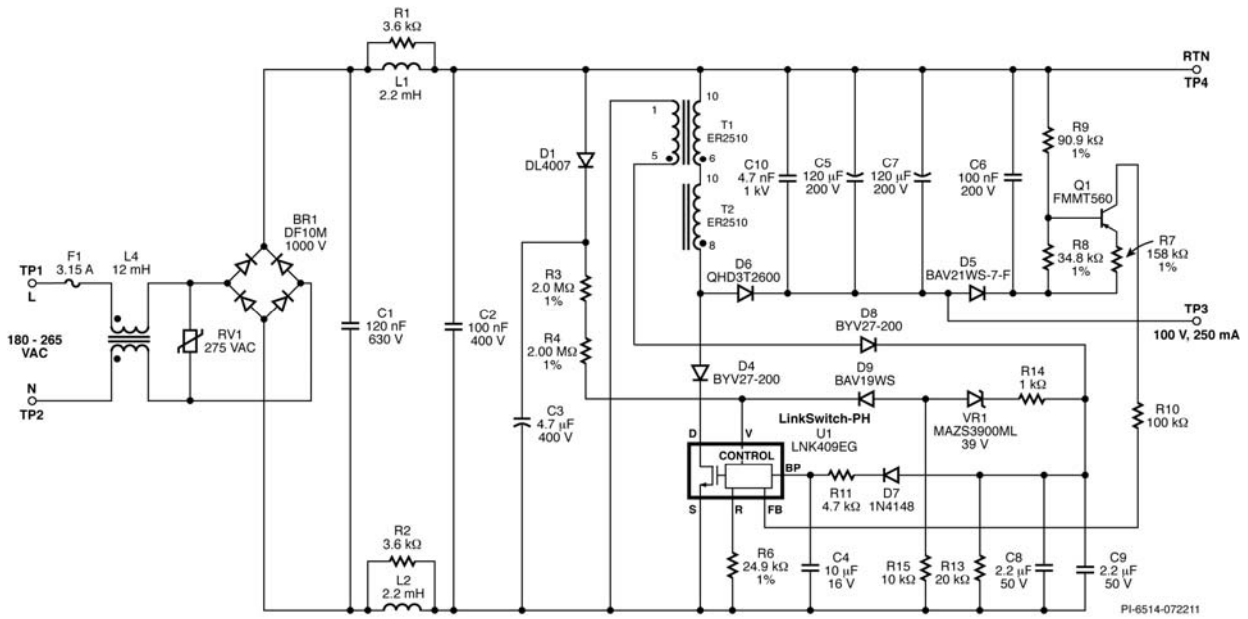 R1
3.6 kΩ
L1
2.2 mH
RTN
TP4
1
10
T1
ER2510
5
6
10
T2
ER2510
8
D1
DL4007
C10
4.7 nF
1 kV
C5
120 μF
200 V
C7
120 μF
200 V
C6
100 nF
200 V
R9
90.9 kΩ
1%
Q1
FMMT560
R8
34.8 kΩ
1%
R7
158 kΩ
1%
BR1
DF10M
1000 V
F1
3.15 A
L4
12 mH
TP1
L
180 - 265
VAC
N
TP2
RV1
275 VAC
C1
120 nF
630 V
C2
100 nF
400 V
R3
2.0 MΩ
1%
R4
2.00 MΩ
1%
C3
4.7 μF
400 V
D6
QHD3T2600
D5
BAV21WS-7-F
TP3
100 V, 250 mA
D8
BYV27-200
D4
BYV27-200
D9
BAV19WS
VR1
MAZS3900ML
39 V
R14
1 kΩ
R10
100 kΩ
LinkSwitch-PH
U1
LNK409EG
D
V
CONTROL
BP
S
R
FB
R11
4.7 kΩ
D7
1N4148
R2
3.6 kΩ
L2
2.2 mH
R6
24.9 kΩ
1%
C4
10 μF
16 V
R15
10 kΩ
R13
20 kΩ
C8
2.2 μF
50 V
C9
2.2 μF
50 V
PI-6514-072211